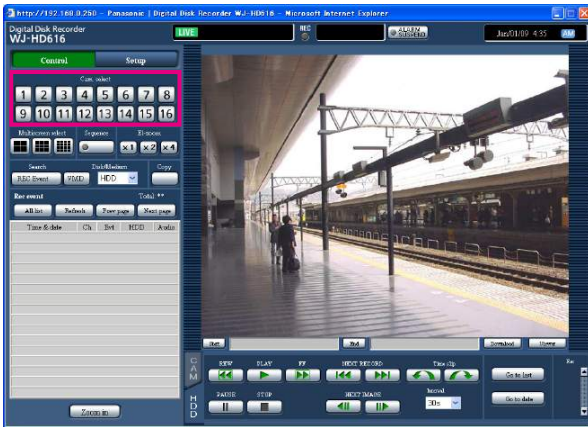 http://192.168.0.250 - Panasonic | Digital Disk Recorder WJ-HD616 - Microsoft Internet Explorer
Digital Disk Recorder
WJ-HD616
LIVE
REC
ALARM
SUSPEND
Jan/01/09 4:35 AM
Control Setup
Cam. select
1 2 3 4 5 6 7 8
9 10 11 12 13 14 15 16
Multiscreen select Sequence El-zoom
x1 x2 x4
Search Disk/Medium Copy
REC Event VMD HDD Copy
Rec event Total: **
All list Refresh Prev page Next page
Time & date Ch Evt HDD Audio
Zoom in
Start End Download Viewer
CAM
HDD
REW PLAY FF NEXT RECORD Time slip
Go to last
PAUSE STOP NEXT IMAGE Interval
30s
Go to date